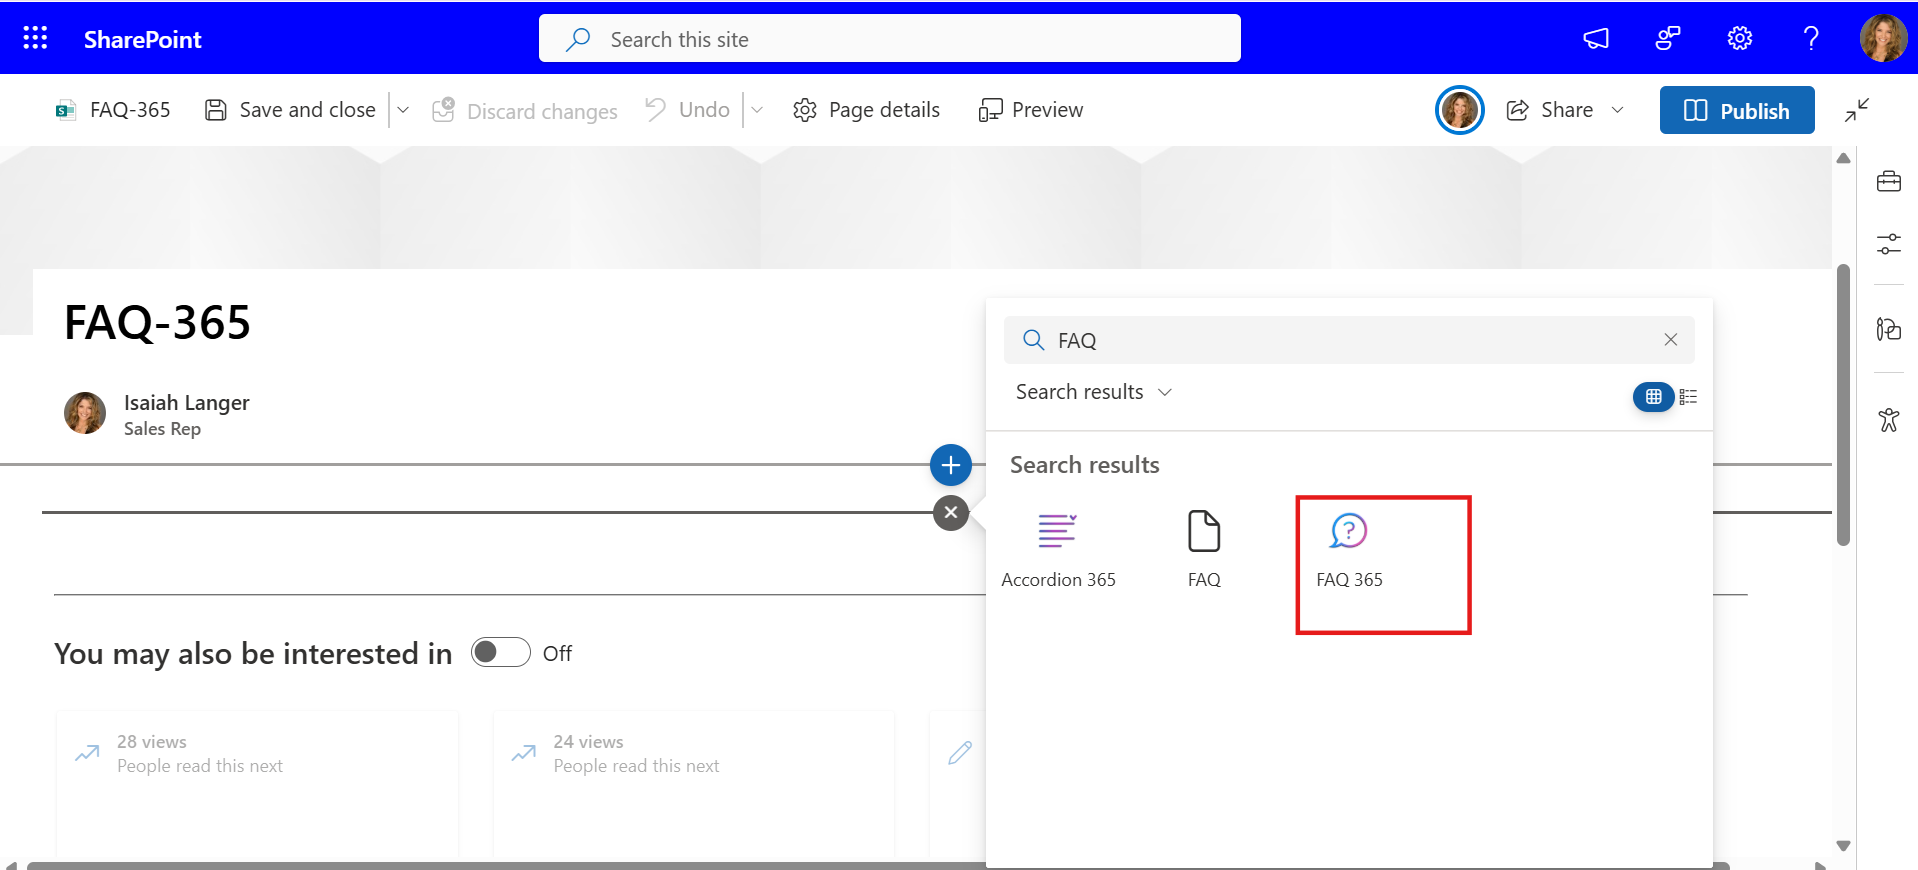 SharePoint
Search this site
FAQ-365
Save and close
Discard changes
Undo
Page details
Preview
Share
Publish
FAQ-365
Isaiah Langer
Sales Rep
FAQ
Search results
Search results
Accordion 365
FAQ
FAQ 365
You may also be interested in
Off
28 views
People read this next
24 views
People read this next